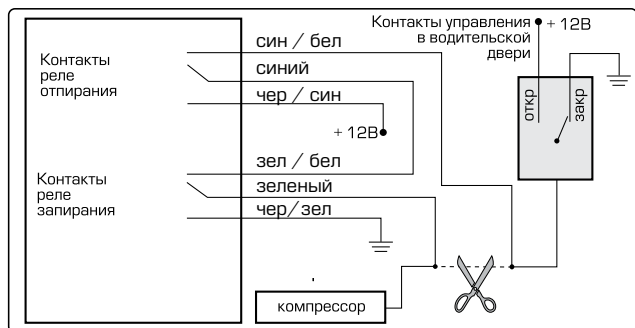 Контакты
реле
отпирания
син / бел
синий
чер / син
+ 12В
зел / бел
Контакты
реле
запирания
зеленый
чер/зел
компрессор
Контакты управления
в водительской
двери
+ 12В
откр
закр